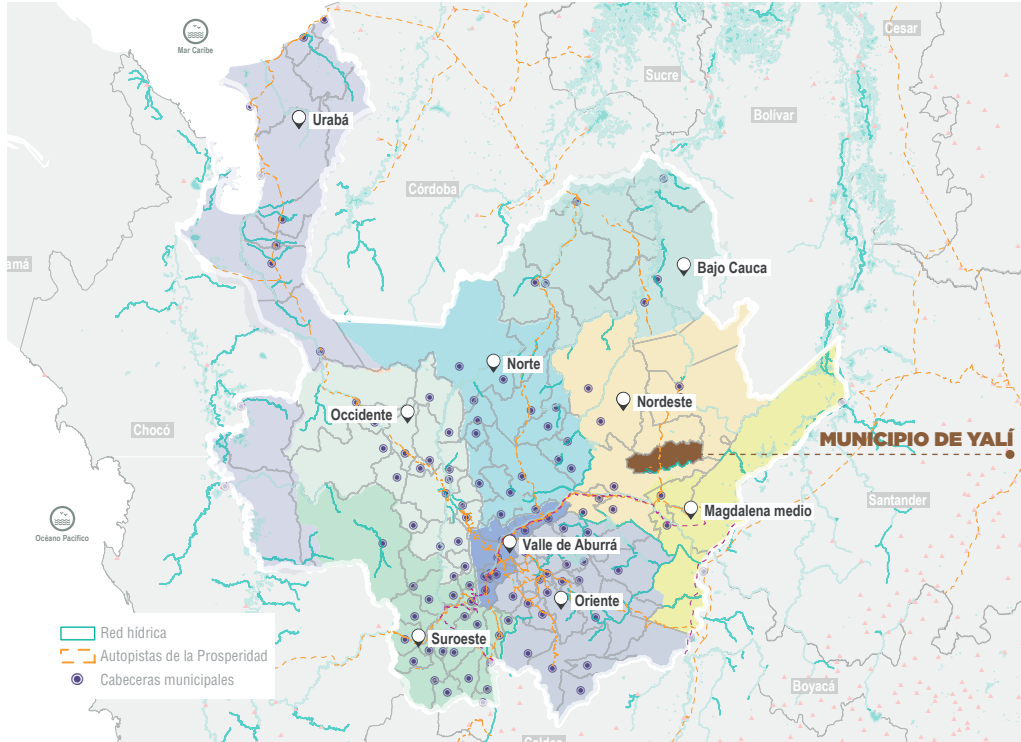 Mar Caribe
Cesar
Sucre
Bolívar
Urabá
Córdoba
amá
Bajo Cauca
Norte
Nordeste
Occidente
Chocó
MUNICIPIO DE YALÍ
Santander
Magdalena medio
Océano Pacífico
Valle de Aburrá
Oriente
Suroeste
Red hídrica
Autopistas de la Prosperidad
Cabeceras municipales
Boyacá